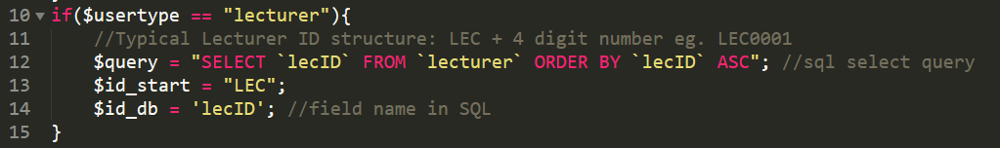 10 if($usertype == "lecturer"){
11     //Typical Lecturer ID structure: LEC + 4 digit number eg. LEC0001
12     $query = "SELECT `lecID` FROM `lecturer` ORDER BY `lecID` ASC"; //sql select query
13     $id_start = "LEC";
14     $id_db = 'lecID'; //field name in SQL
15 }